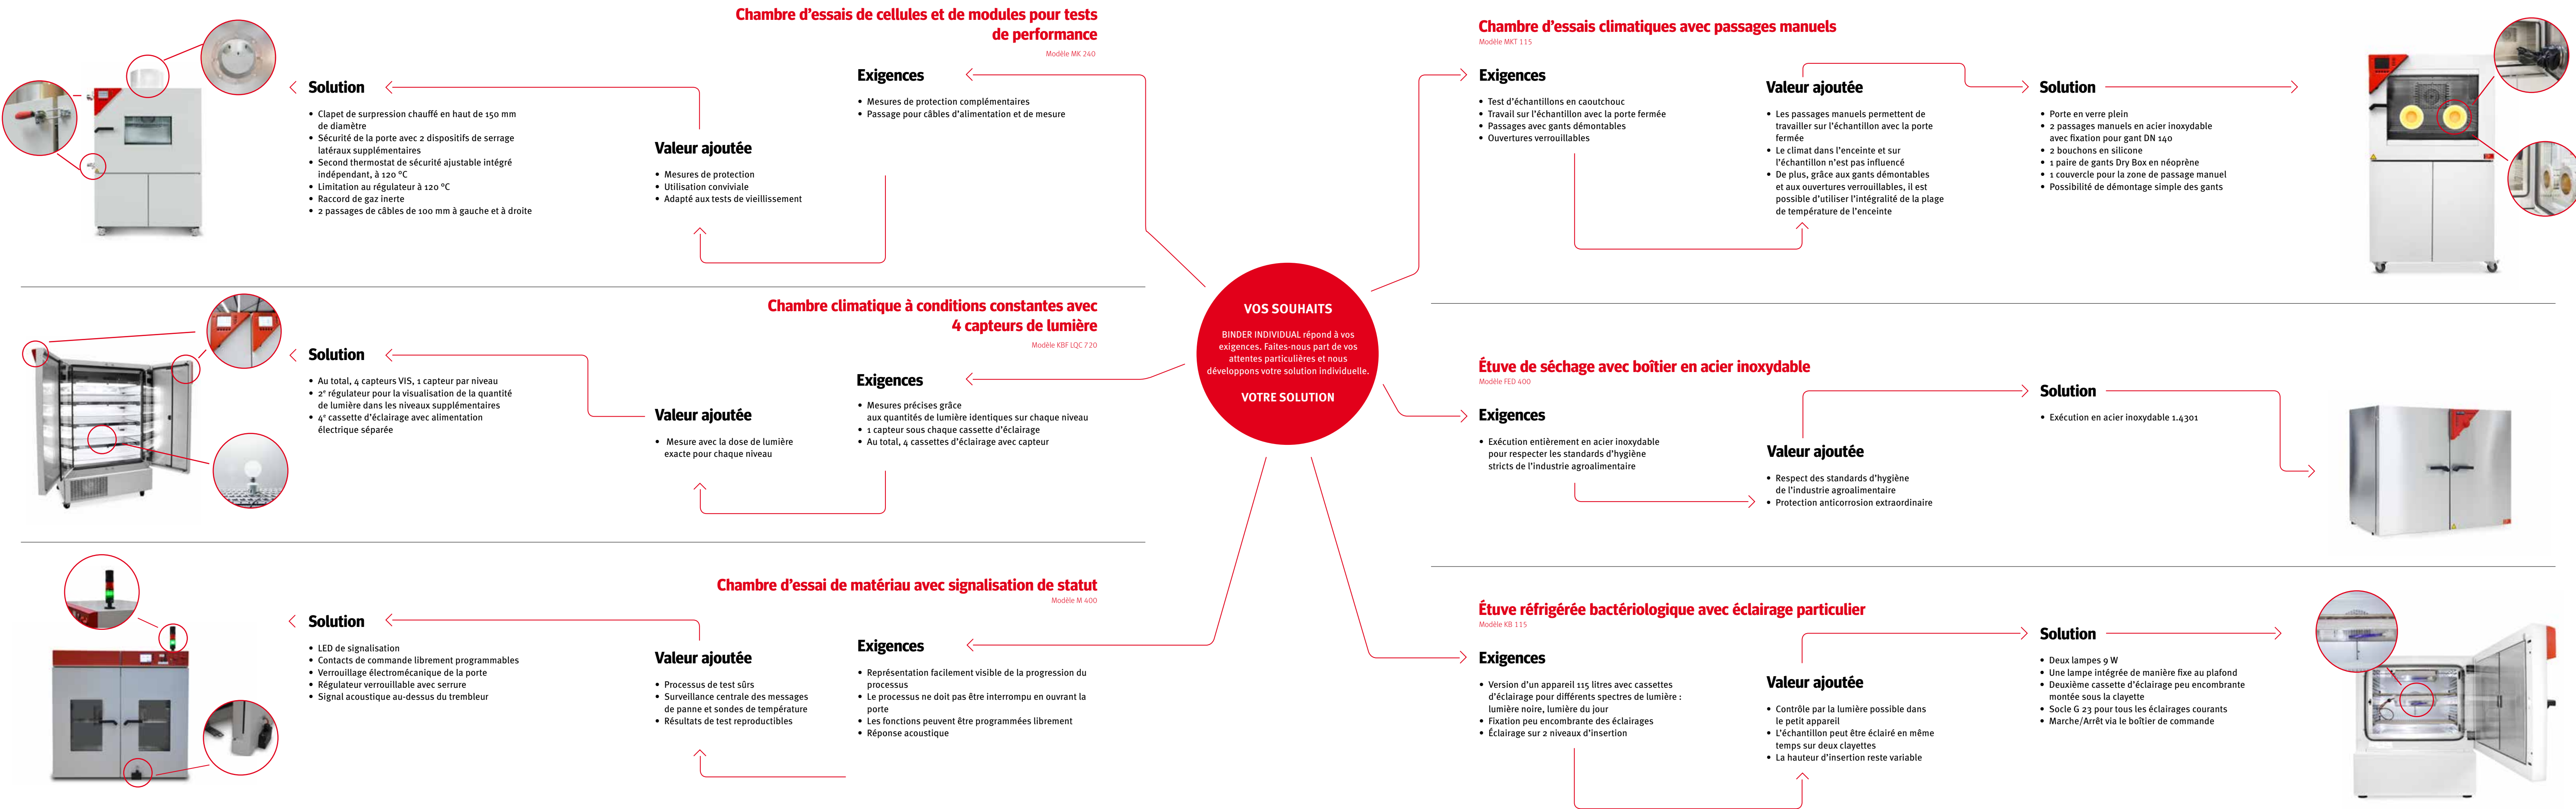 Chambre d’essais de cellules et de modules pour tests
de performance
Modèle MK 240
Exigences
• Mesures de protection complémentaires
• Passage pour câbles d’alimentation et de mesure
Valeur ajoutée
• Mesures de protection
• Utilisation conviviale
• Adapté aux tests de vieillissement
Solution
• Clapet de surpression chauffé en haut de 150 mm
de diamètre
• Sécurité de la porte avec 2 dispositifs de serrage
latéraux supplémentaires
• Second thermostat de sécurité ajustable intégré
indépendant, à 120 °C
• Limitation au régulateur à 120 °C
• Raccord de gaz inerte
• 2 passages de câbles de 100 mm à gauche et à droite
Chambre climatique à conditions constantes avec
4 capteurs de lumière
Modèle KBF LQC 720
Exigences
• Mesures précises grâce
aux quantités de lumière identiques sur chaque niveau
• 1 capteur sous chaque cassette d’éclairage
• Au total, 4 cassettes d’éclairage avec capteur
Valeur ajoutée
• Mesure avec la dose de lumière
exacte pour chaque niveau
Solution
• Au total, 4 capteurs VIS, 1 capteur par niveau
• 2e régulateur pour la visualisation de la quantité
de lumière dans les niveaux supplémentaires
• 4e cassette d’éclairage avec alimentation
électrique séparée
Chambre d’essai de matériau avec signalisation de statut
Modèle M 400
Exigences
• Représentation facilement visible de la progression du
processus
• Le processus ne doit pas être interrompu en ouvrant la
porte
• Les fonctions peuvent être programmées librement
• Réponse acoustique
Valeur ajoutée
• Processus de test sûrs
• Surveillance centrale des messages
de panne et sondes de température
• Résultats de test reproductibles
Solution
• LED de signalisation
• Contacts de commande librement programmables
• Verrouillage électromécanique de la porte
• Régulateur verrouillable avec serrure
• Signal acoustique au-dessus du trembleur
VOS SOUHAITS
BINDER INDIVIDUAL répond à vos
exigences. Faites-nous part de vos
attentes particulières et nous
développons votre solution individuelle.
VOTRE SOLUTION
Chambre d’essais climatiques avec passages manuels
Modèle MKT 115
Exigences
• Test d’échantillons en caoutchouc
• Travail sur l’échantillon avec la porte fermée
• Passages avec gants démontables
• Ouvertures verrouillables
Valeur ajoutée
• Les passages manuels permettent de
travailler sur l’échantillon avec la porte
fermée
• Le climat dans l’enceinte et sur
l’échantillon n’est pas influencé
• De plus, grâce aux gants démontables
et aux ouvertures verrouillables, il est
possible d’utiliser l’intégralité de la plage
de température de l’enceinte
Solution
• Porte en verre plein
• 2 passages manuels en acier inoxydable
avec fixation pour gant DN 140
• 2 bouchons en silicone
• 1 paire de gants Dry Box en néoprène
• 1 couvercle pour la zone de passage manuel
• Possibilité de démontage simple des gants
Étuve de séchage avec boîtier en acier inoxydable
Modèle FED 400
Exigences
• Exécution entièrement en acier inoxydable
pour respecter les standards d’hygiène
stricts de l’industrie agroalimentaire
Valeur ajoutée
• Respect des standards d’hygiène
de l’industrie agroalimentaire
• Protection anticorrosion extraordinaire
Solution
• Exécution en acier inoxydable 1.4301
Étuve réfrigérée bactériologique avec éclairage particulier
Modèle KB 115
Exigences
• Version d’un appareil 115 litres avec cassettes
d’éclairage pour différents spectres de lumière :
lumière noire, lumière du jour
• Fixation peu encombrante des éclairages
• Éclairage sur 2 niveaux d’insertion
Valeur ajoutée
• Contrôle par la lumière possible dans
le petit appareil
• L’échantillon peut être éclairé en même
temps sur deux clayettes
• La hauteur d’insertion reste variable
Solution
• Deux lampes 9 W
• Une lampe intégrée de manière fixe au plafond
• Deuxième cassette d’éclairage peu encombrante
montée sous la clayette
• Socle G 23 pour tous les éclairages courants
• Marche/Arrêt via le boîtier de commande